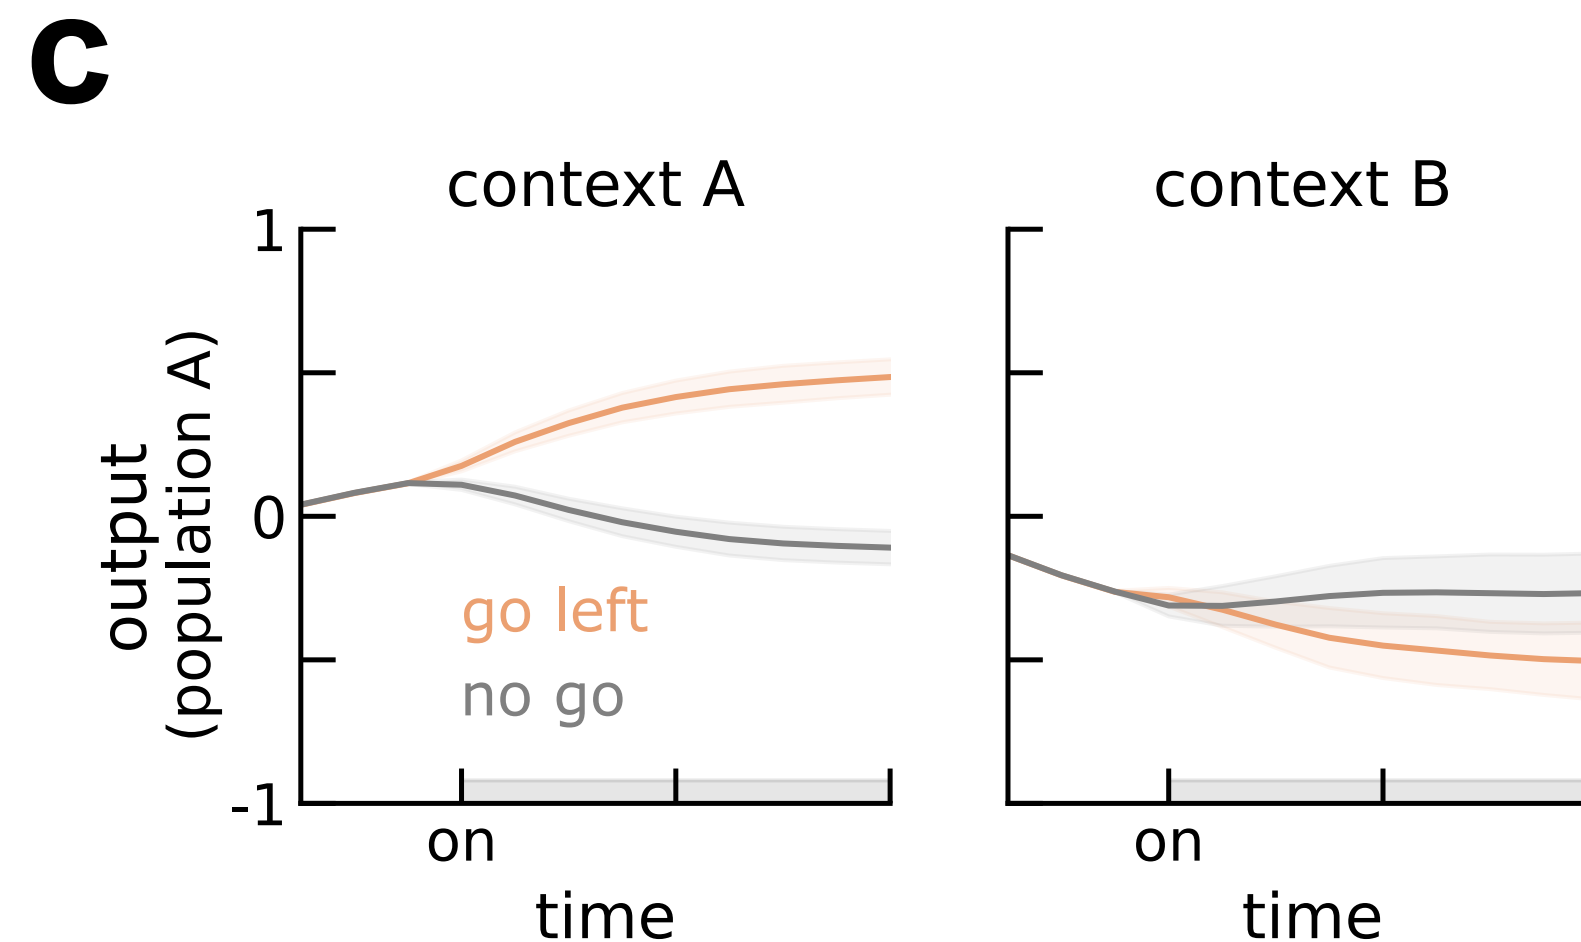 C
context A
context B
output
(population A)
1
0
-1
go left
no go
on
on
time
time